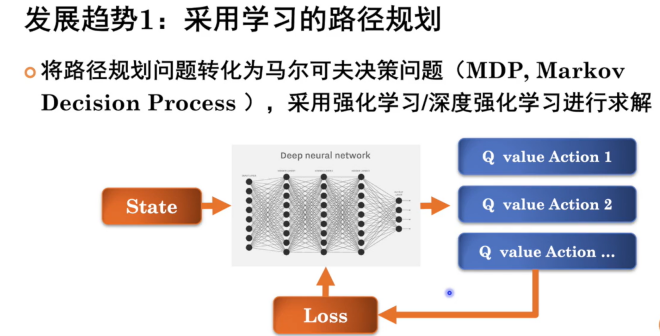 发展趋势1：采用学习的路径规划
将路径规划问题转化为马尔可夫决策问题（MDP, Markov
Decision Process ），采用强化学习/深度强化学习进行求解
Deep neural network
Q value Action 1
State
Q value Action 2
Q value Action ...
Loss